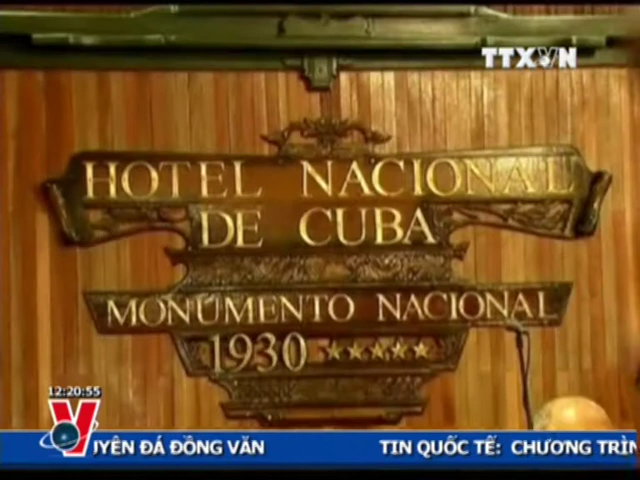 TTXVN
HOTEL NACIONAL
DE CUBA
MONUMENTO NACIONAL
1930 ★★★★★
12:20:55
V
UYÊN ĐÁ ĐỒNG VĂN TIN QUỐC TẾ: CHƯƠNG TRÌN